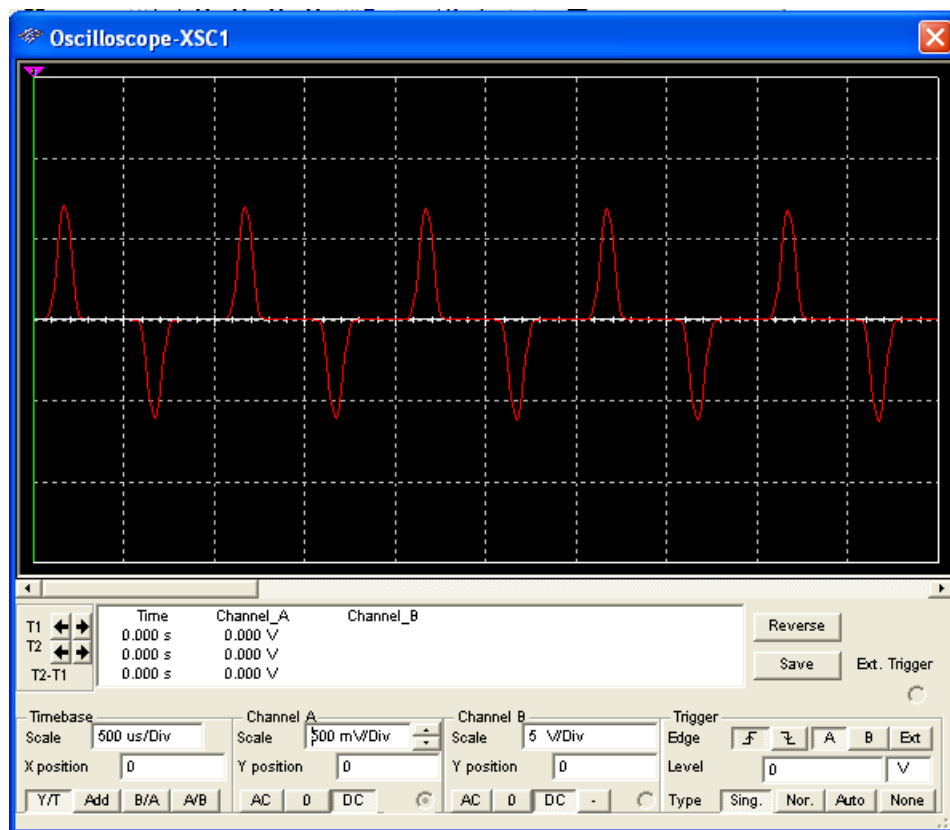 Oscilloscope-XSC1
Time Channel_A Channel_B
T1 0.000 s 0.000 V
T2 0.000 s 0.000 V
T2-T1 0.000 s 0.000 V
Reverse
Save
Ext. Trigger
Timebase
Scale 500 us/Div
X position 0
Y/T Add B/A A/B
Channel A
Scale 500 mV/Div
Y position 0
AC 0 DC
Channel B
Scale 5 V/Div
Y position 0
AC 0 DC -
Trigger
Edge A B Ext
Level 0 V
Type Sing. Nor. Auto None